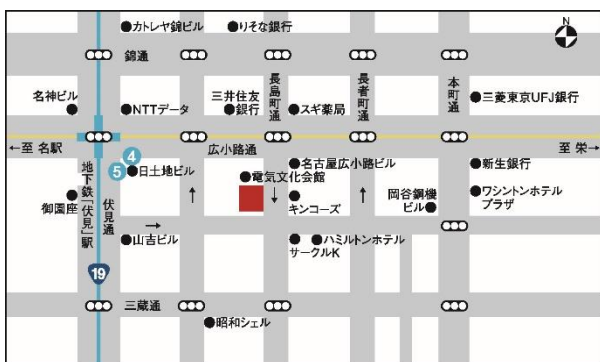 カトレヤ錦ビル
りそな銀行
N
錦通
名神ビル
NTTデータ
三井住友
銀行
長島町通
スギ薬局
長者町通
本町通
三菱東京UFJ銀行
←至 名駅
広小路通
至 栄→
4
5
日土地ビル
電気文化会館
名古屋広小路ビル
新生銀行
地下鉄「伏見」駅
伏見通
御園座
キンコーズ
岡谷鋼機
ビル
ワシントンホテル
プラザ
山吉ビル
ハミルトンホテル
サークルK
19
三蔵通
昭和シェル